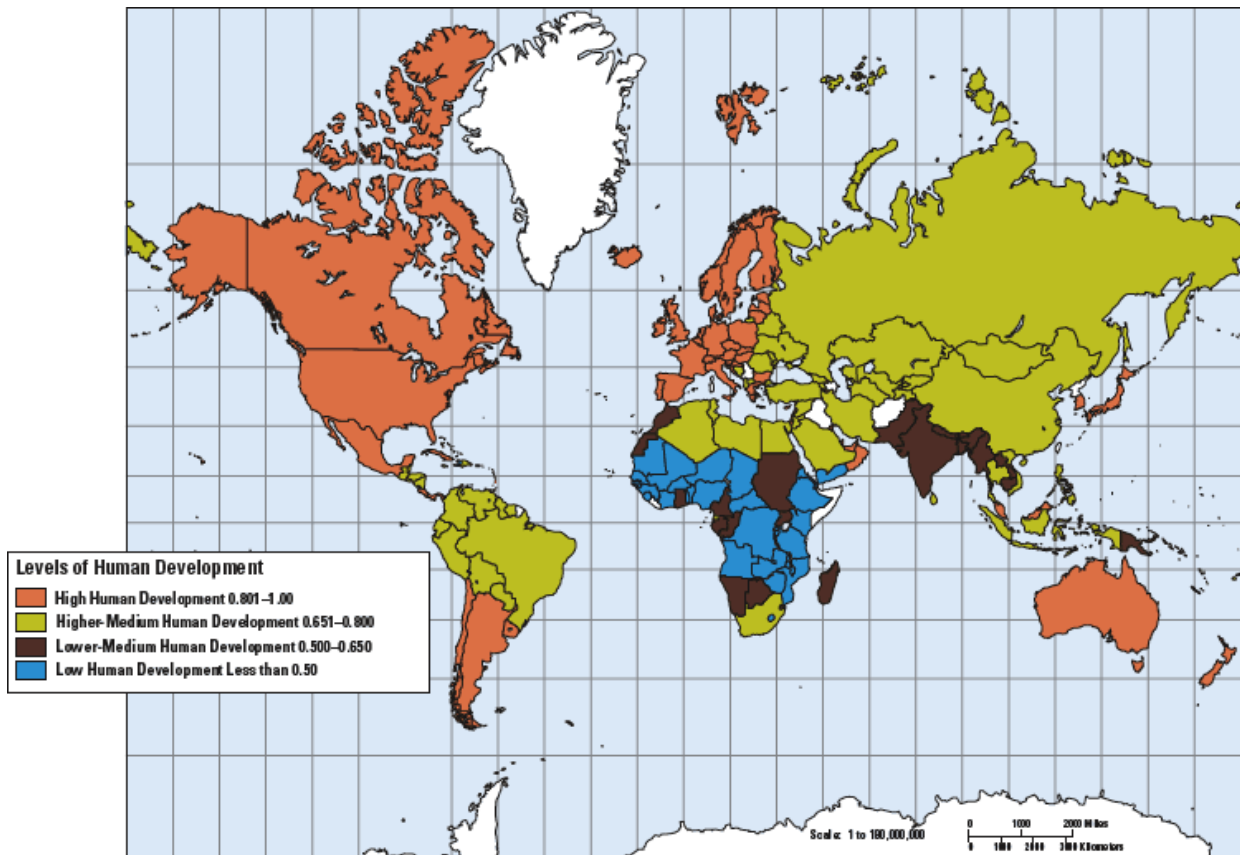 Levels of Human Development
High Human Development 0.801–1.00
Higher-Medium Human Development 0.651–0.800
Lower-Medium Human Development 0.500–0.650
Low Human Development Less than 0.50
Scale: 1 to 180,000,000
0 1000 2000 Miles
0 1000 2000 3000 Kilometers